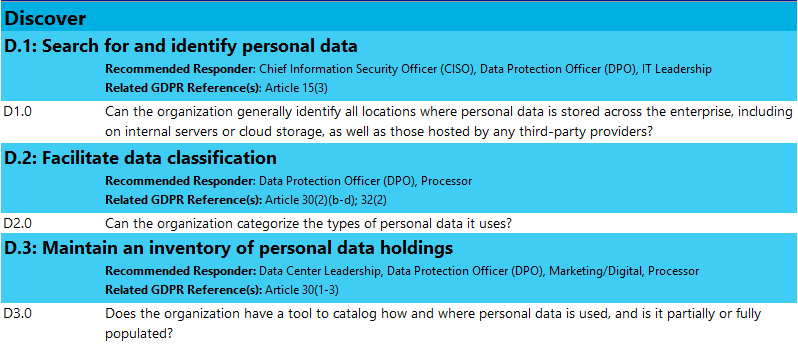 Discover
D.1: Search for and identify personal data
Recommended Responder: Chief Information Security Officer (CISO), Data Protection Officer (DPO), IT Leadership
Related GDPR Reference(s): Article 15(3)
D1.0 Can the organization generally identify all locations where personal data is stored across the enterprise, including
on internal servers or cloud storage, as well as those hosted by any third-party providers?
D.2: Facilitate data classification
Recommended Responder: Data Protection Officer (DPO), Processor
Related GDPR Reference(s): Article 30(2)(b-d); 32(2)
D2.0 Can the organization categorize the types of personal data it uses?
D.3: Maintain an inventory of personal data holdings
Recommended Responder: Data Center Leadership, Data Protection Officer (DPO), Marketing/Digital, Processor
Related GDPR Reference(s): Article 30(1-3)
D3.0 Does the organization have a tool to catalog how and where personal data is used, and is it partially or fully
populated?